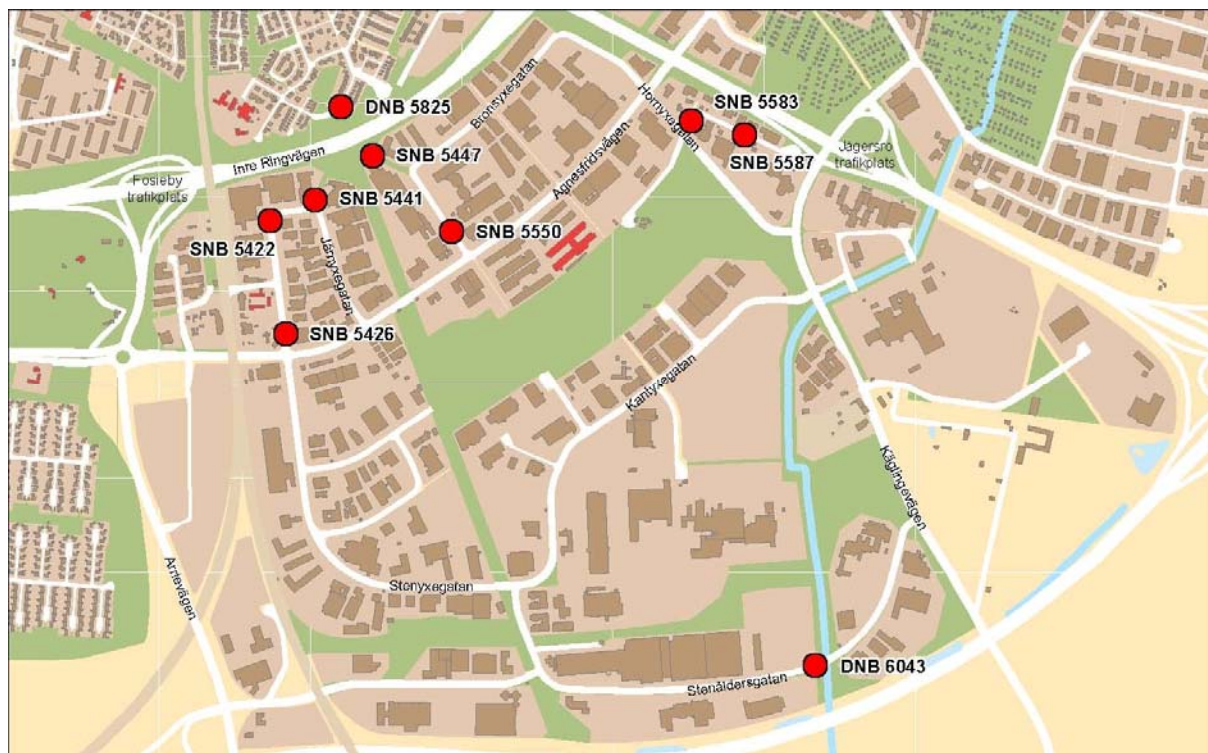 DNB 5825
Bronsyxegatan
Hornyxegatan
SNB 5583
SNB 5587
Inre Ringvägen
SNB 5447
Agnesfridsvägen
Jägersro
trafikplats
Fosieby
trafikplats
SNB 5441
SNB 5422
Järnyxegatan
SNB 5550
SNB 5426
Kantyxegatan
Käglingevägen
Arrievägen
Stenyxegatan
DNB 6043
Stenåldersgatan